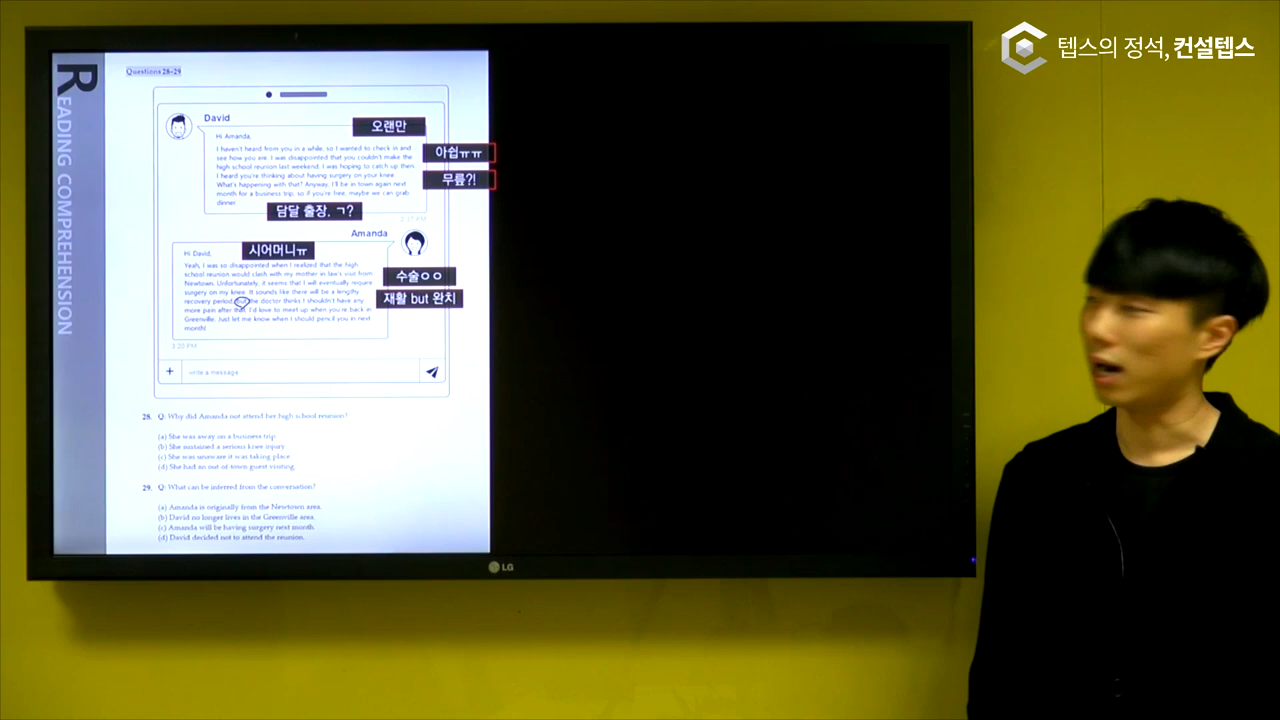 텝스의 정석, 컨설텝스
READING COMPREHENSION
Questions 28-29
David
오랜만
Hi Amanda,
I haven't heard from you in a while, so I wanted to check in and
see how you are. I was disappointed that you couldn't make the
아쉽ㅠㅠ
high school reunion last weekend. I was hoping to catch up then.
I heard you're thinking about having surgery on your knee.
무릎?!
What's happening with that? Anyway, I'll be in town again next
month for a business trip, so if you're free, maybe we can grab
dinner.
담달 출장. ㄱ?
2:37 PM
Amanda
시어머니ㅠ
Hi David,
Yeah, I was so disappointed when I realized that the high
school reunion would clash with my mother-in-law's visit from
수술ㅇㅇ
Newtown. Unfortunately, it seems that I will eventually require
surgery on my knee. It sounds like there will be a lengthy
재활 but 완치
recovery period, but the doctor thinks I shouldn't have any
more pain after that. I'd love to meet up when you're back in
Greenville. Just let me know when I should pencil you in next
month!
3:20 PM
+ write a message
28. Q: Why did Amanda not attend her high school reunion?
(a) She was away on a business trip.
(b) She sustained a serious knee injury.
(c) She was unaware it was taking place.
(d) She had an out-of-town guest visiting.
29. Q: What can be inferred from the conversation?
(a) Amanda is originally from the Newtown area.
(b) David no longer lives in the Greenville area.
(c) Amanda will be having surgery next month.
(d) David decided not to attend the reunion.
LG